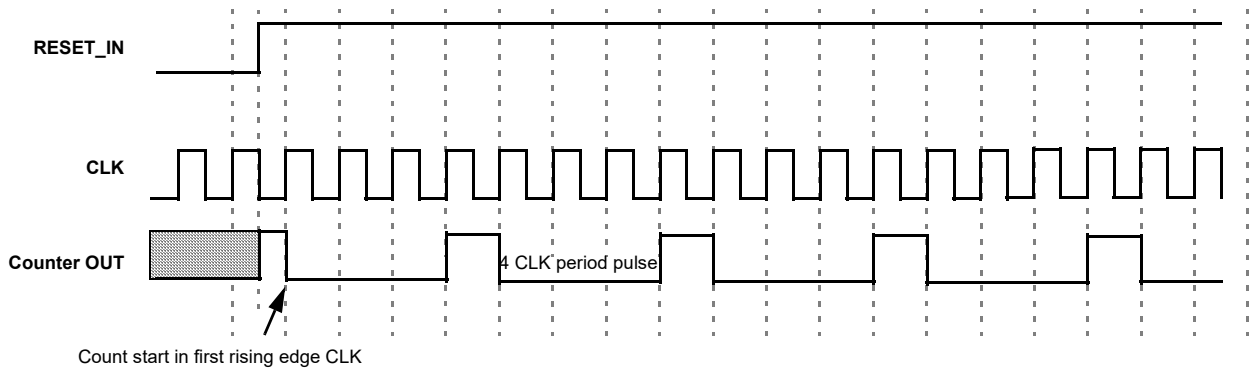 RESET_IN
CLK
Counter OUT
4 CLK period pulse
Count start in first rising edge CLK